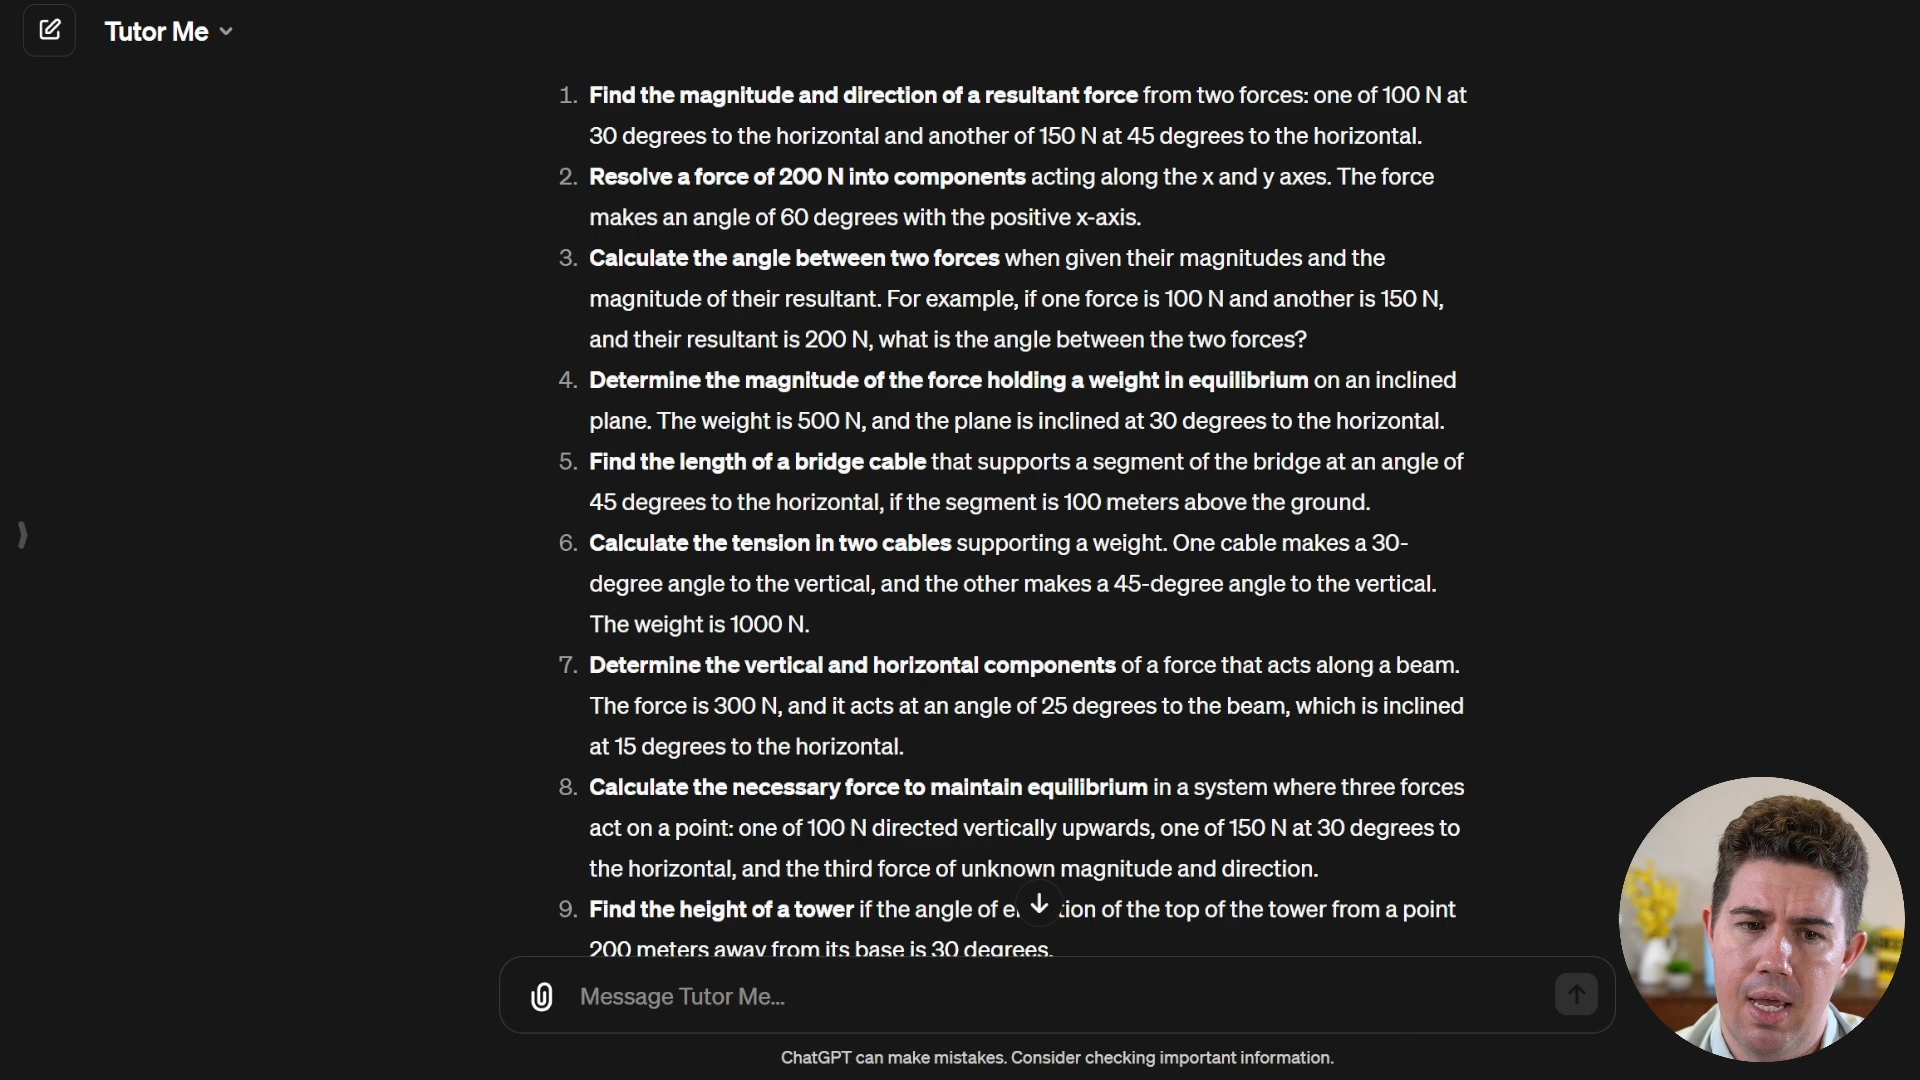 Tutor Me
1. Find the magnitude and direction of a resultant force from two forces: one of 100 N at
30 degrees to the horizontal and another of 150 N at 45 degrees to the horizontal.
2. Resolve a force of 200 N into components acting along the x and y axes. The force
makes an angle of 60 degrees with the positive x-axis.
3. Calculate the angle between two forces when given their magnitudes and the
magnitude of their resultant. For example, if one force is 100 N and another is 150 N,
and their resultant is 200 N, what is the angle between the two forces?
4. Determine the magnitude of the force holding a weight in equilibrium on an inclined
plane. The weight is 500 N, and the plane is inclined at 30 degrees to the horizontal.
5. Find the length of a bridge cable that supports a segment of the bridge at an angle of
45 degrees to the horizontal, if the segment is 100 meters above the ground.
6. Calculate the tension in two cables supporting a weight. One cable makes a 30-
degree angle to the vertical, and the other makes a 45-degree angle to the vertical.
The weight is 1000 N.
7. Determine the vertical and horizontal components of a force that acts along a beam.
The force is 300 N, and it acts at an angle of 25 degrees to the beam, which is inclined
at 15 degrees to the horizontal.
8. Calculate the necessary force to maintain equilibrium in a system where three forces
act on a point: one of 100 N directed vertically upwards, one of 150 N at 30 degrees to
the horizontal, and the third force of unknown magnitude and direction.
9. Find the height of a tower if the angle of of the top of the tower from a point
200 meters away from its base is 30 degrees.
Message Tutor Me...
ChatGPT can make mistakes. Consider checking important information.